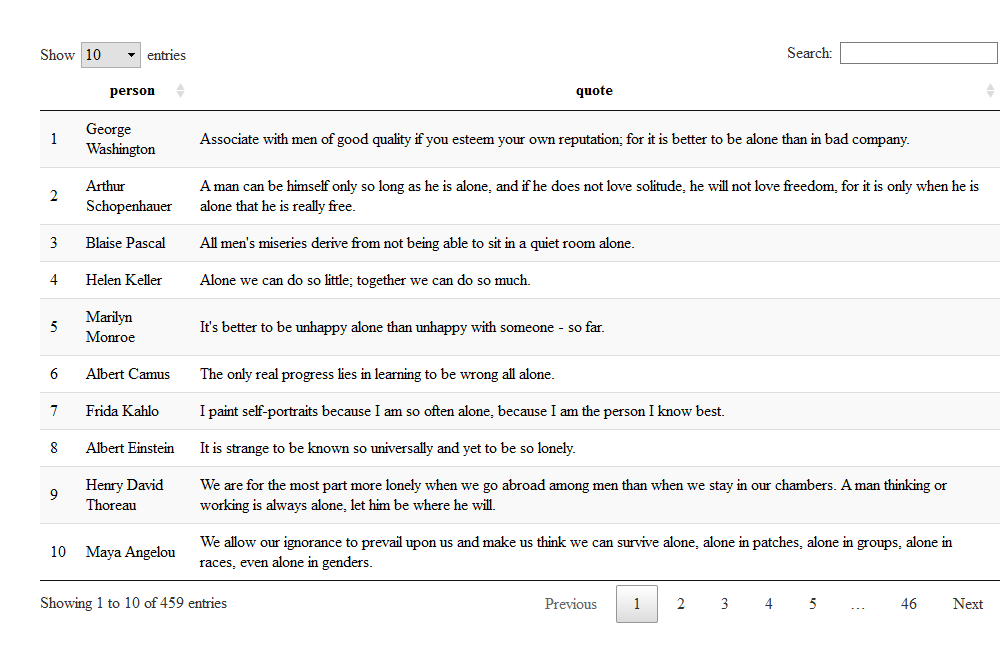 Show 10 entries Search:
person quote
1 George Washington Associate with men of good quality if you esteem your own reputation; for it is better to be alone than in bad company.
2 Arthur Schopenhauer A man can be himself only so long as he is alone, and if he does not love solitude, he will not love freedom, for it is only when he is
alone that he is really free.
3 Blaise Pascal All men's miseries derive from not being able to sit in a quiet room alone.
4 Helen Keller Alone we can do so little; together we can do so much.
5 Marilyn Monroe It's better to be unhappy alone than unhappy with someone - so far.
6 Albert Camus The only real progress lies in learning to be wrong all alone.
7 Frida Kahlo I paint self-portraits because I am so often alone, because I am the person I know best.
8 Albert Einstein It is strange to be known so universally and yet to be so lonely.
9 Henry David Thoreau We are for the most part more lonely when we go abroad among men than when we stay in our chambers. A man thinking or
working is always alone, let him be where he will.
10 Maya Angelou We allow our ignorance to prevail upon us and make us think we can survive alone, alone in patches, alone in groups, alone in
races, even alone in genders.
Showing 1 to 10 of 459 entries Previous 1 2 3 4 5 … 46 Next